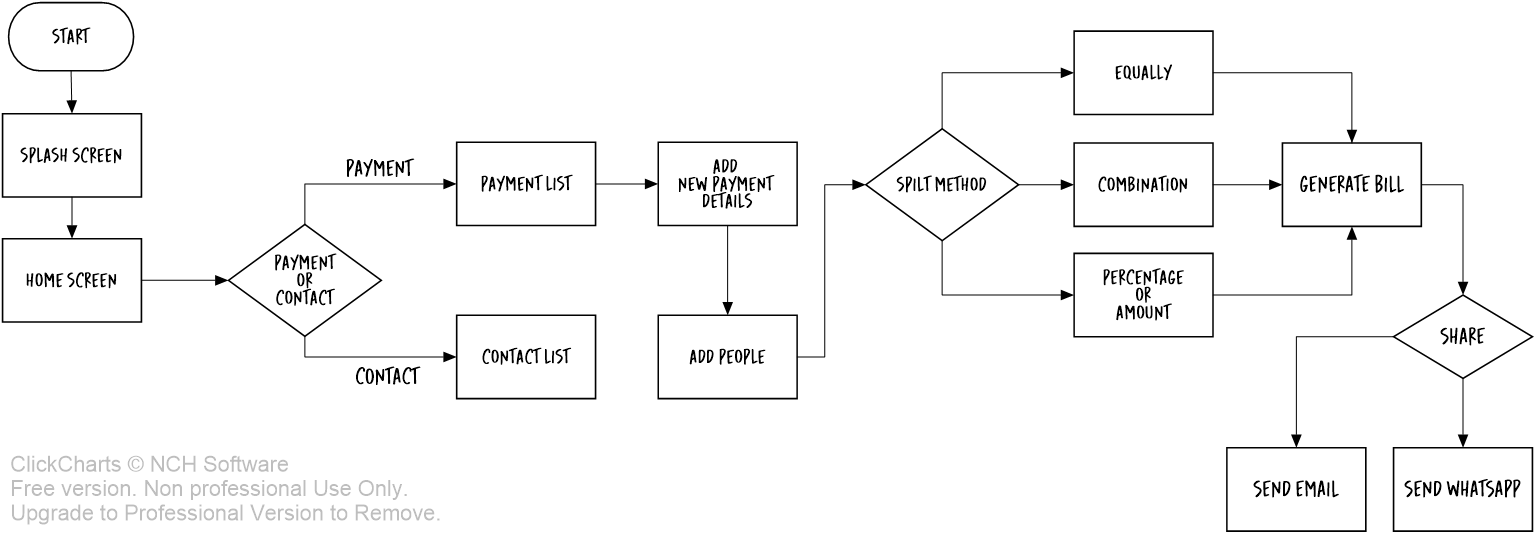 START
SPLASH SCREEN
HOME SCREEN
PAYMENT
OR
CONTACT
PAYMENT
CONTACT
PAYMENT LIST
CONTACT LIST
ADD
NEW PAYMENT
DETAILS
ADD PEOPLE
SPILT METHOD
EQUALLY
COMBINATION
PERCENTAGE
OR
AMOUNT
GENERATE BILL
SHARE
SEND EMAIL
SEND WHATSAPP
ClickCharts © NCH Software
Free version. Non professional Use Only.
Upgrade to Professional Version to Remove.